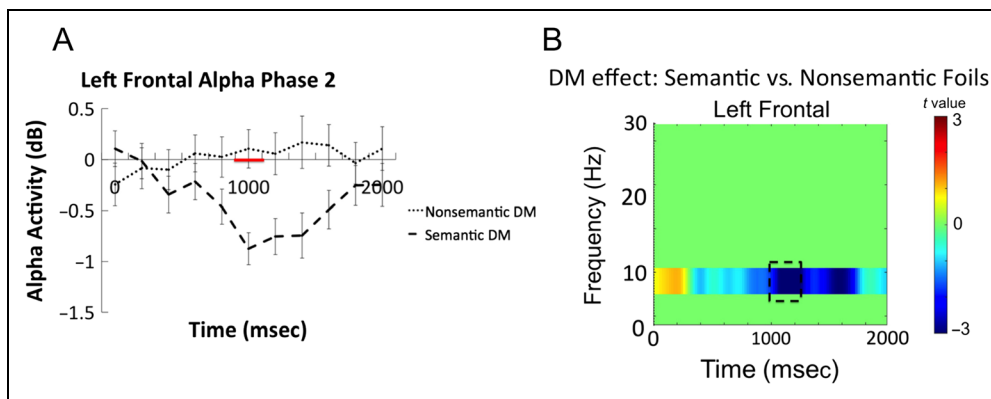 A
Left Frontal Alpha Phase 2
Alpha Activity (dB)
0.5
0
−0.5
−1
−1.5
0
1000
2000
Time (msec)
Nonsemantic DM
Semantic DM
B
DM effect: Semantic vs. Nonsemantic Foils
Left Frontal
Frequency (Hz)
30
20
10
0
0
1000
2000
Time (msec)
t value
3
0
−3